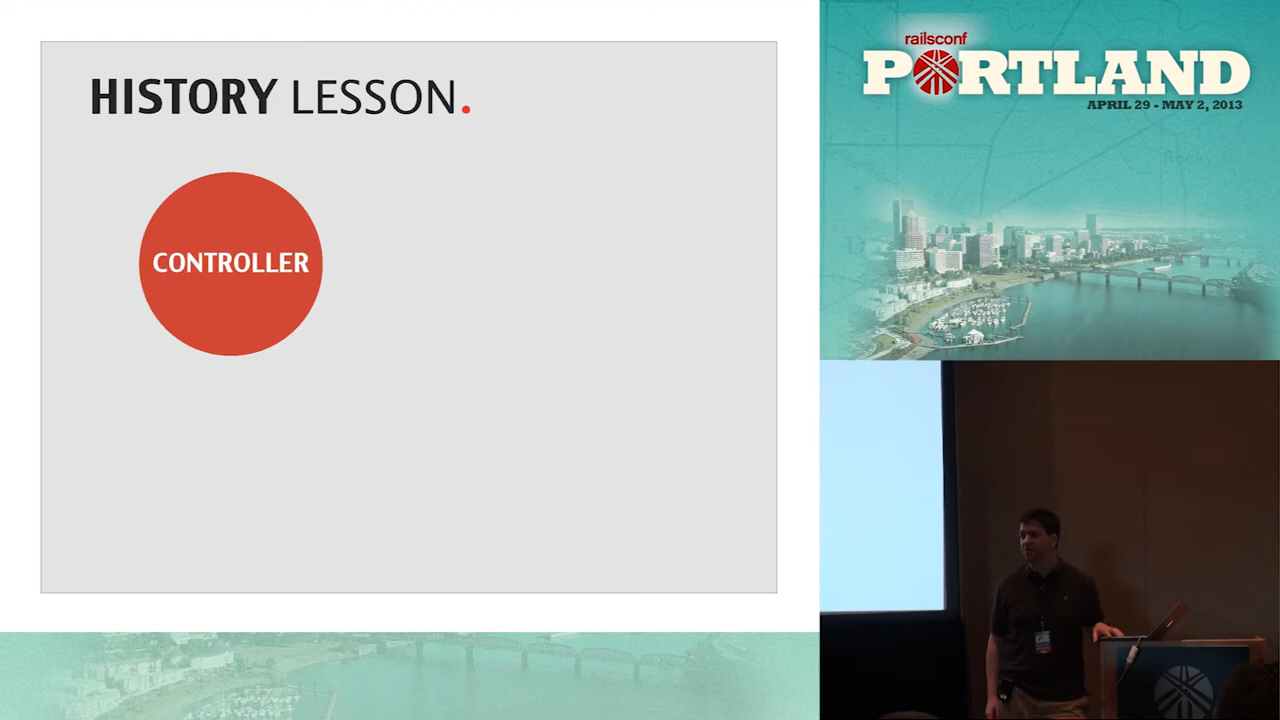 HISTORY LESSON.
CONTROLLER
railsconf
PORTLAND
APRIL 29 - MAY 2, 2013